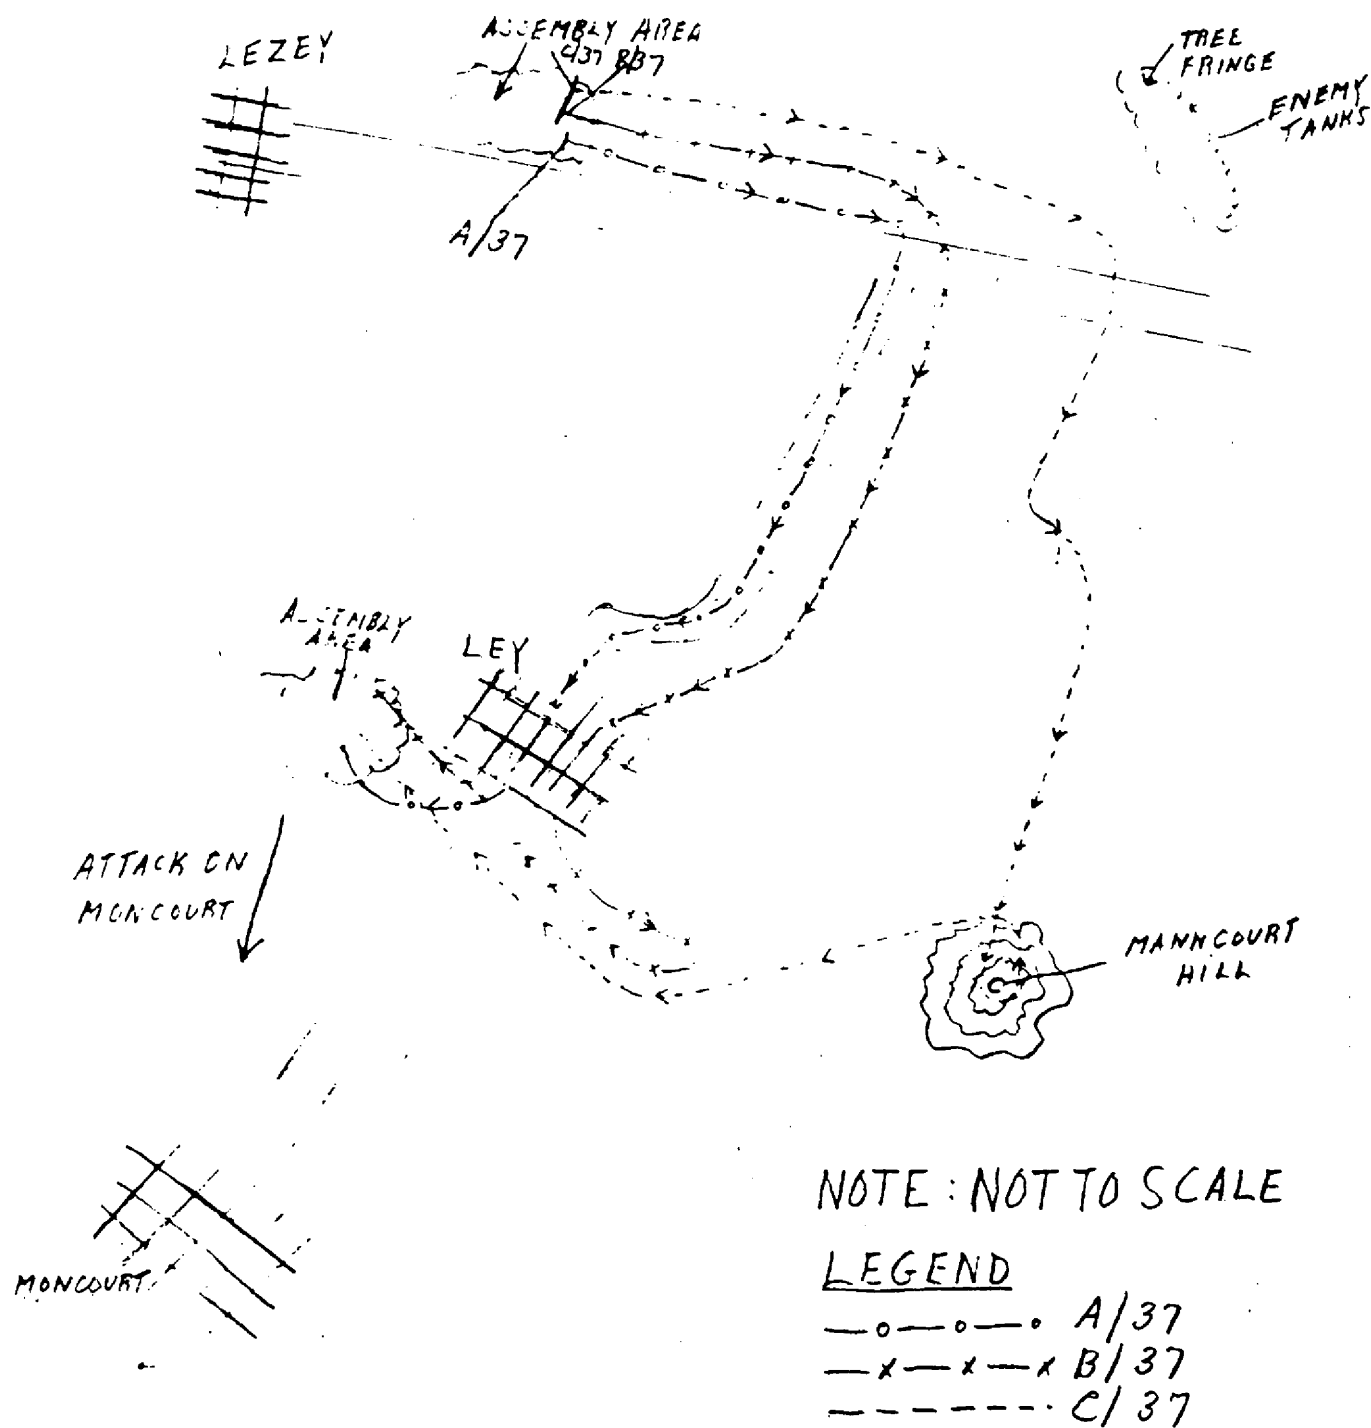 LEZEY
ASSEMBLY AREA
C/37 B/37
TREE
FRINGE
ENEMY
TANKS
A/37
ASSEMBLY
AREA
LEY
ATTACK ON
MONCOURT
MANNCOURT
HILL
MONCOURT
NOTE: NOT TO SCALE
LEGEND
A/37
B/37
C/37